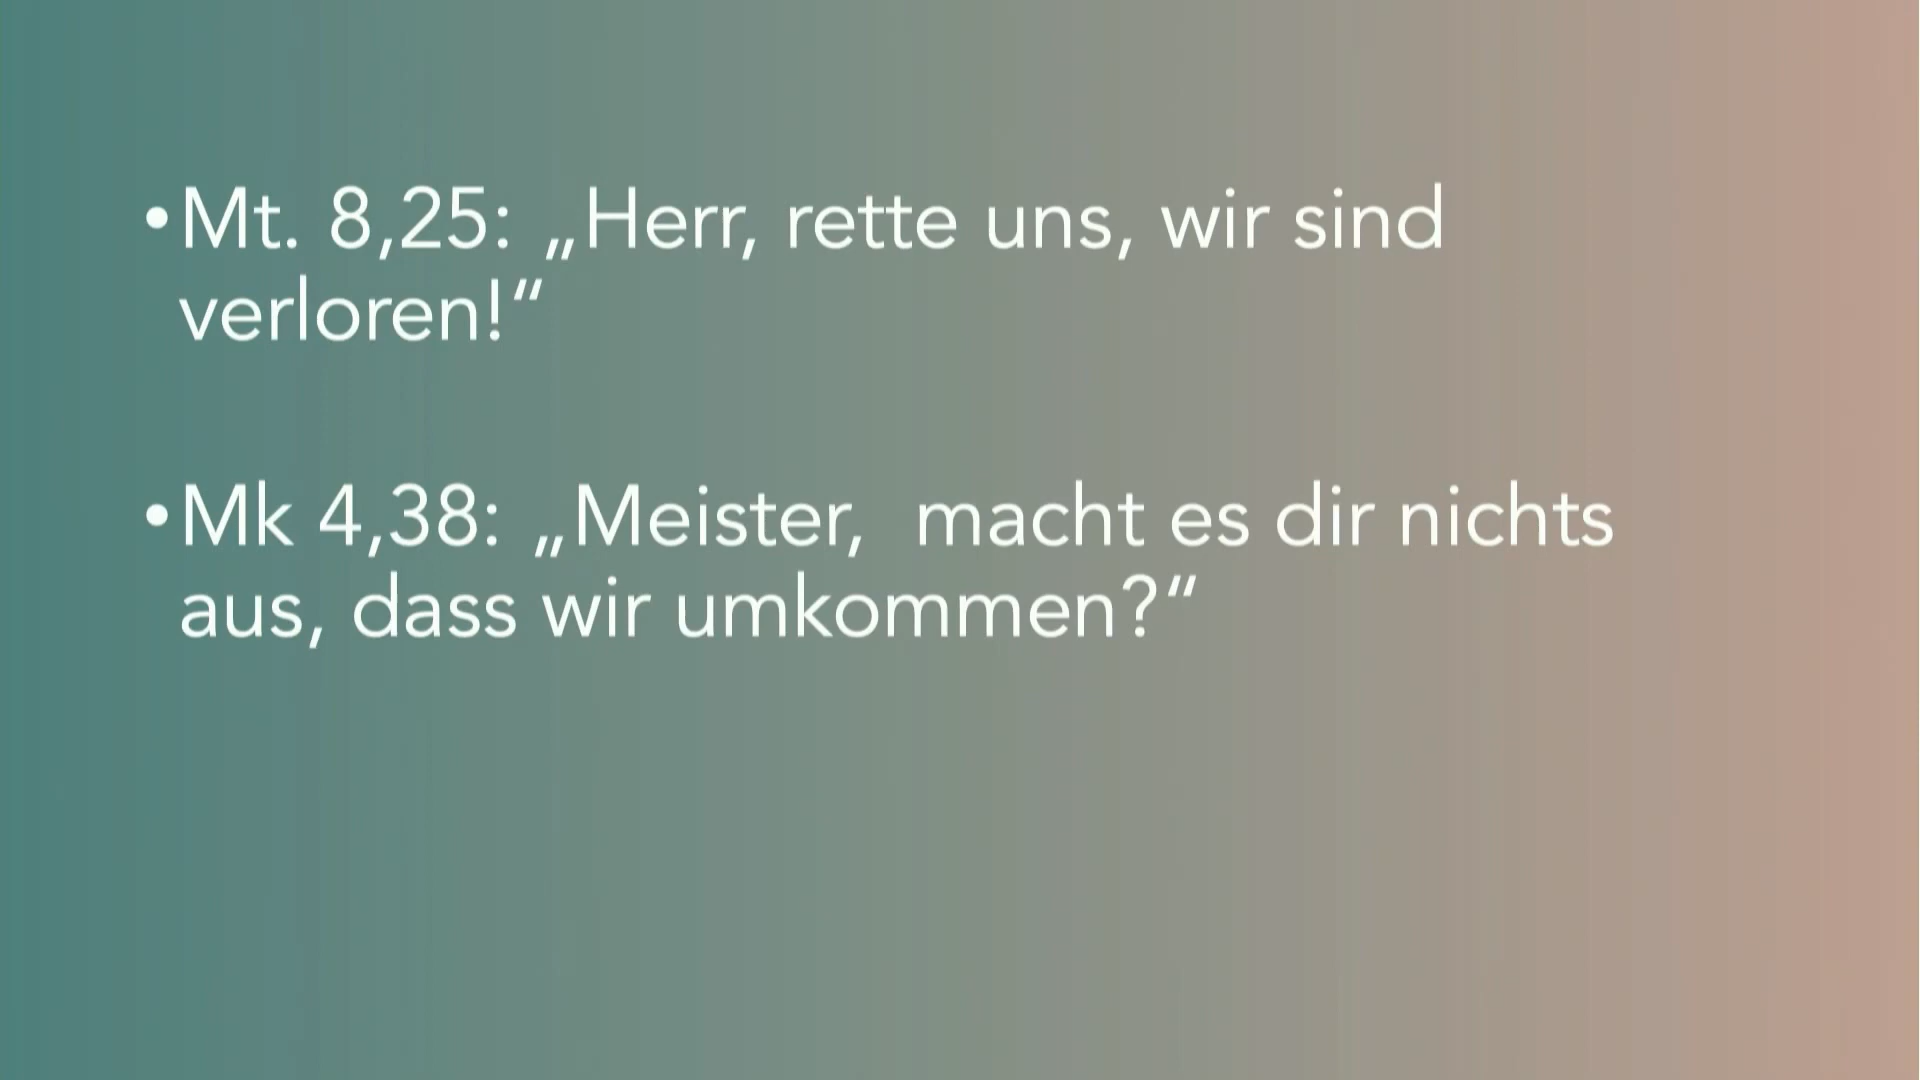 •Mt. 8,25: „Herr, rette uns, wir sind
verloren!“
•Mk 4,38: „Meister,  macht es dir nichts
aus, dass wir umkommen?“